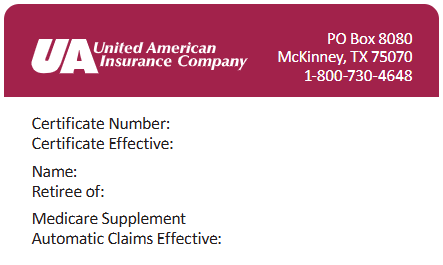 UA United American
Insurance Company
PO Box 8080
McKinney, TX 75070
1-800-730-4648
Certificate Number:
Certificate Effective:
Name:
Retiree of:
Medicare Supplement
Automatic Claims Effective: